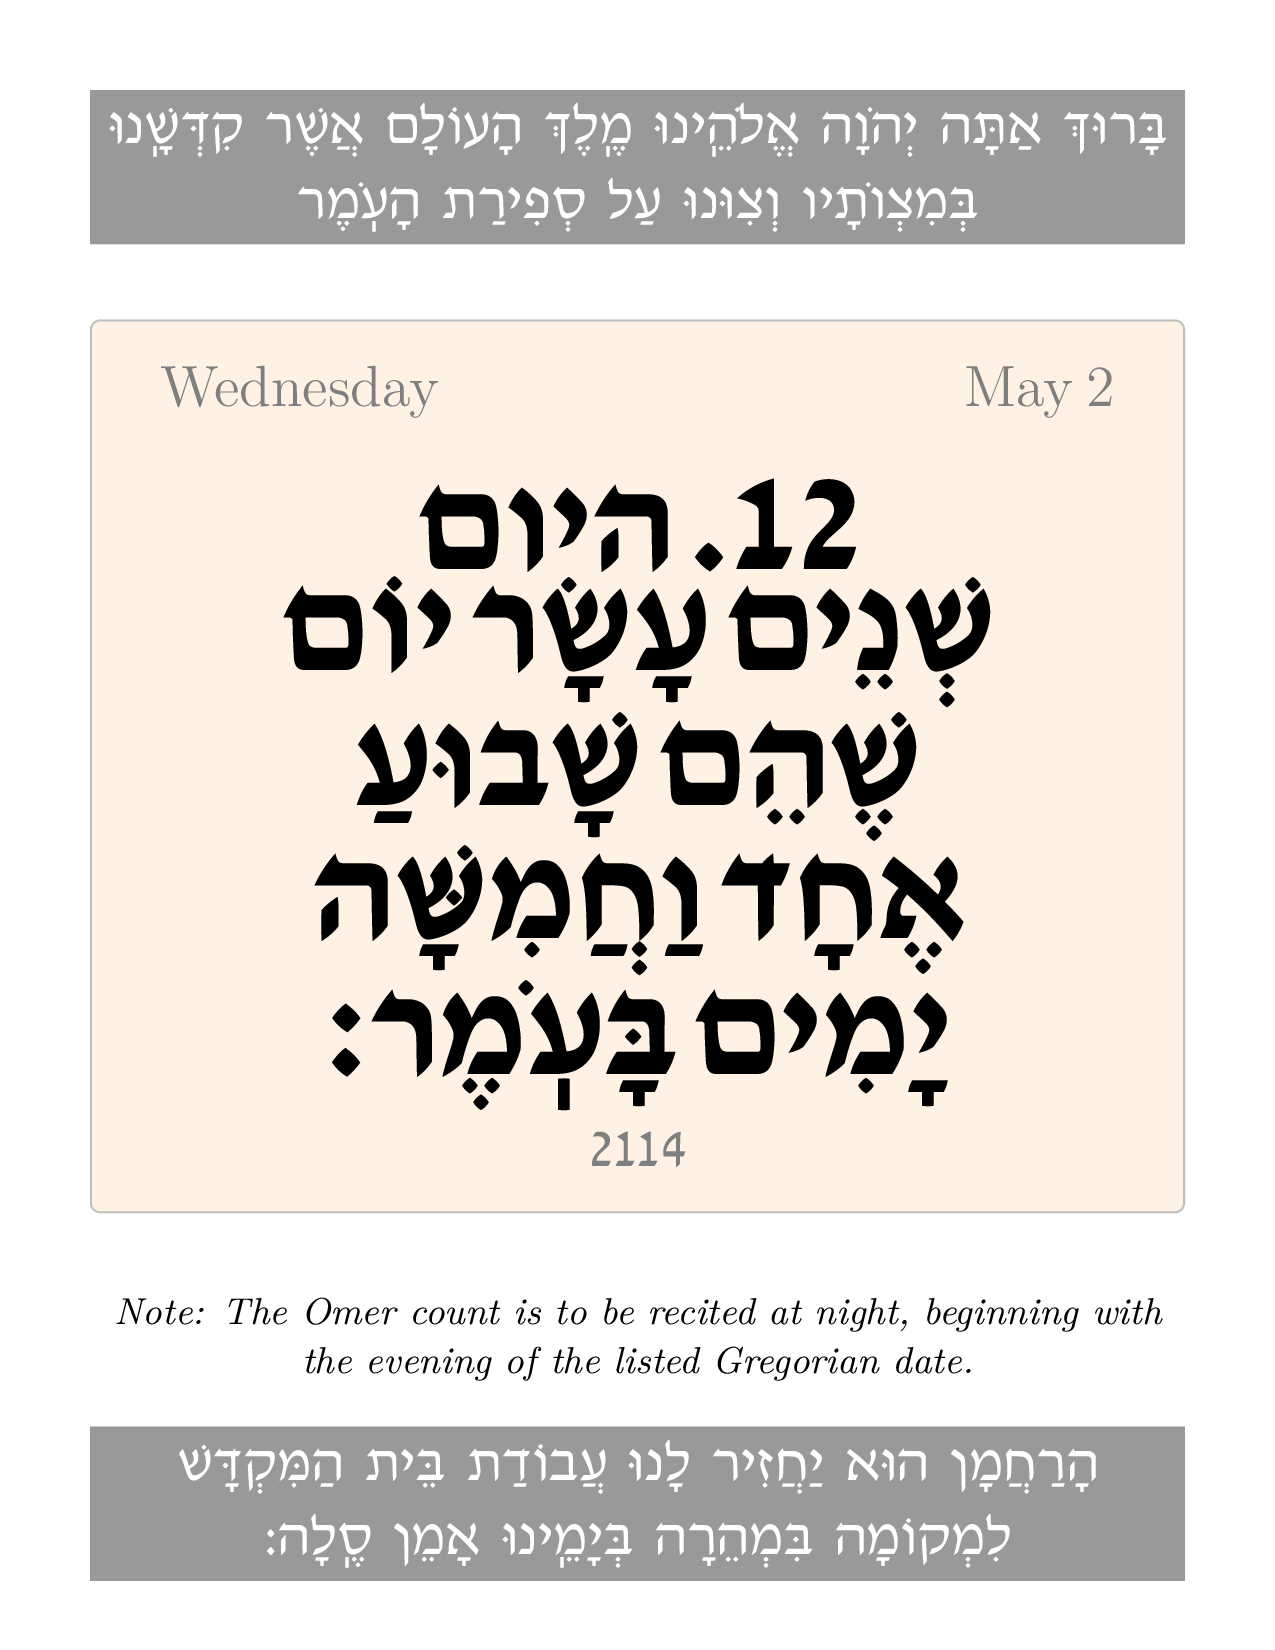 בָּרוּךְ אַתָּה יְהֹוָה אֱלֹהֵֽינוּ מֶֽלֶךְ הָעוֹלָם אֲשֶׁר קִדְּשָֽׁנוּ
בְּמִצְוֹתָיו וְצִוּנוּ עַל סְפִירַת הָעֹֽמֶר
Wednesday May 2
12. היום
שְׁנֵים עָשָׂר יוֹם
שֶׁהֵם שָׁבוּעַ
אֶחָד וַחֲמִשָּׁה
יָמִים בָּעֹֽמֶר:
2114
Note: The Omer count is to be recited at night, beginning with
the evening of the listed Gregorian date.
הָרַחֲמָן הוּא יַחֲזִיר לָנוּ עֲבוֹדַת בֵּית הַמִּקְדָּשׁ
לִמְקוֹמָהּ בִּמְהֵרָה בְּיָמֵֽינוּ אָמֵן סֶֽלָה: